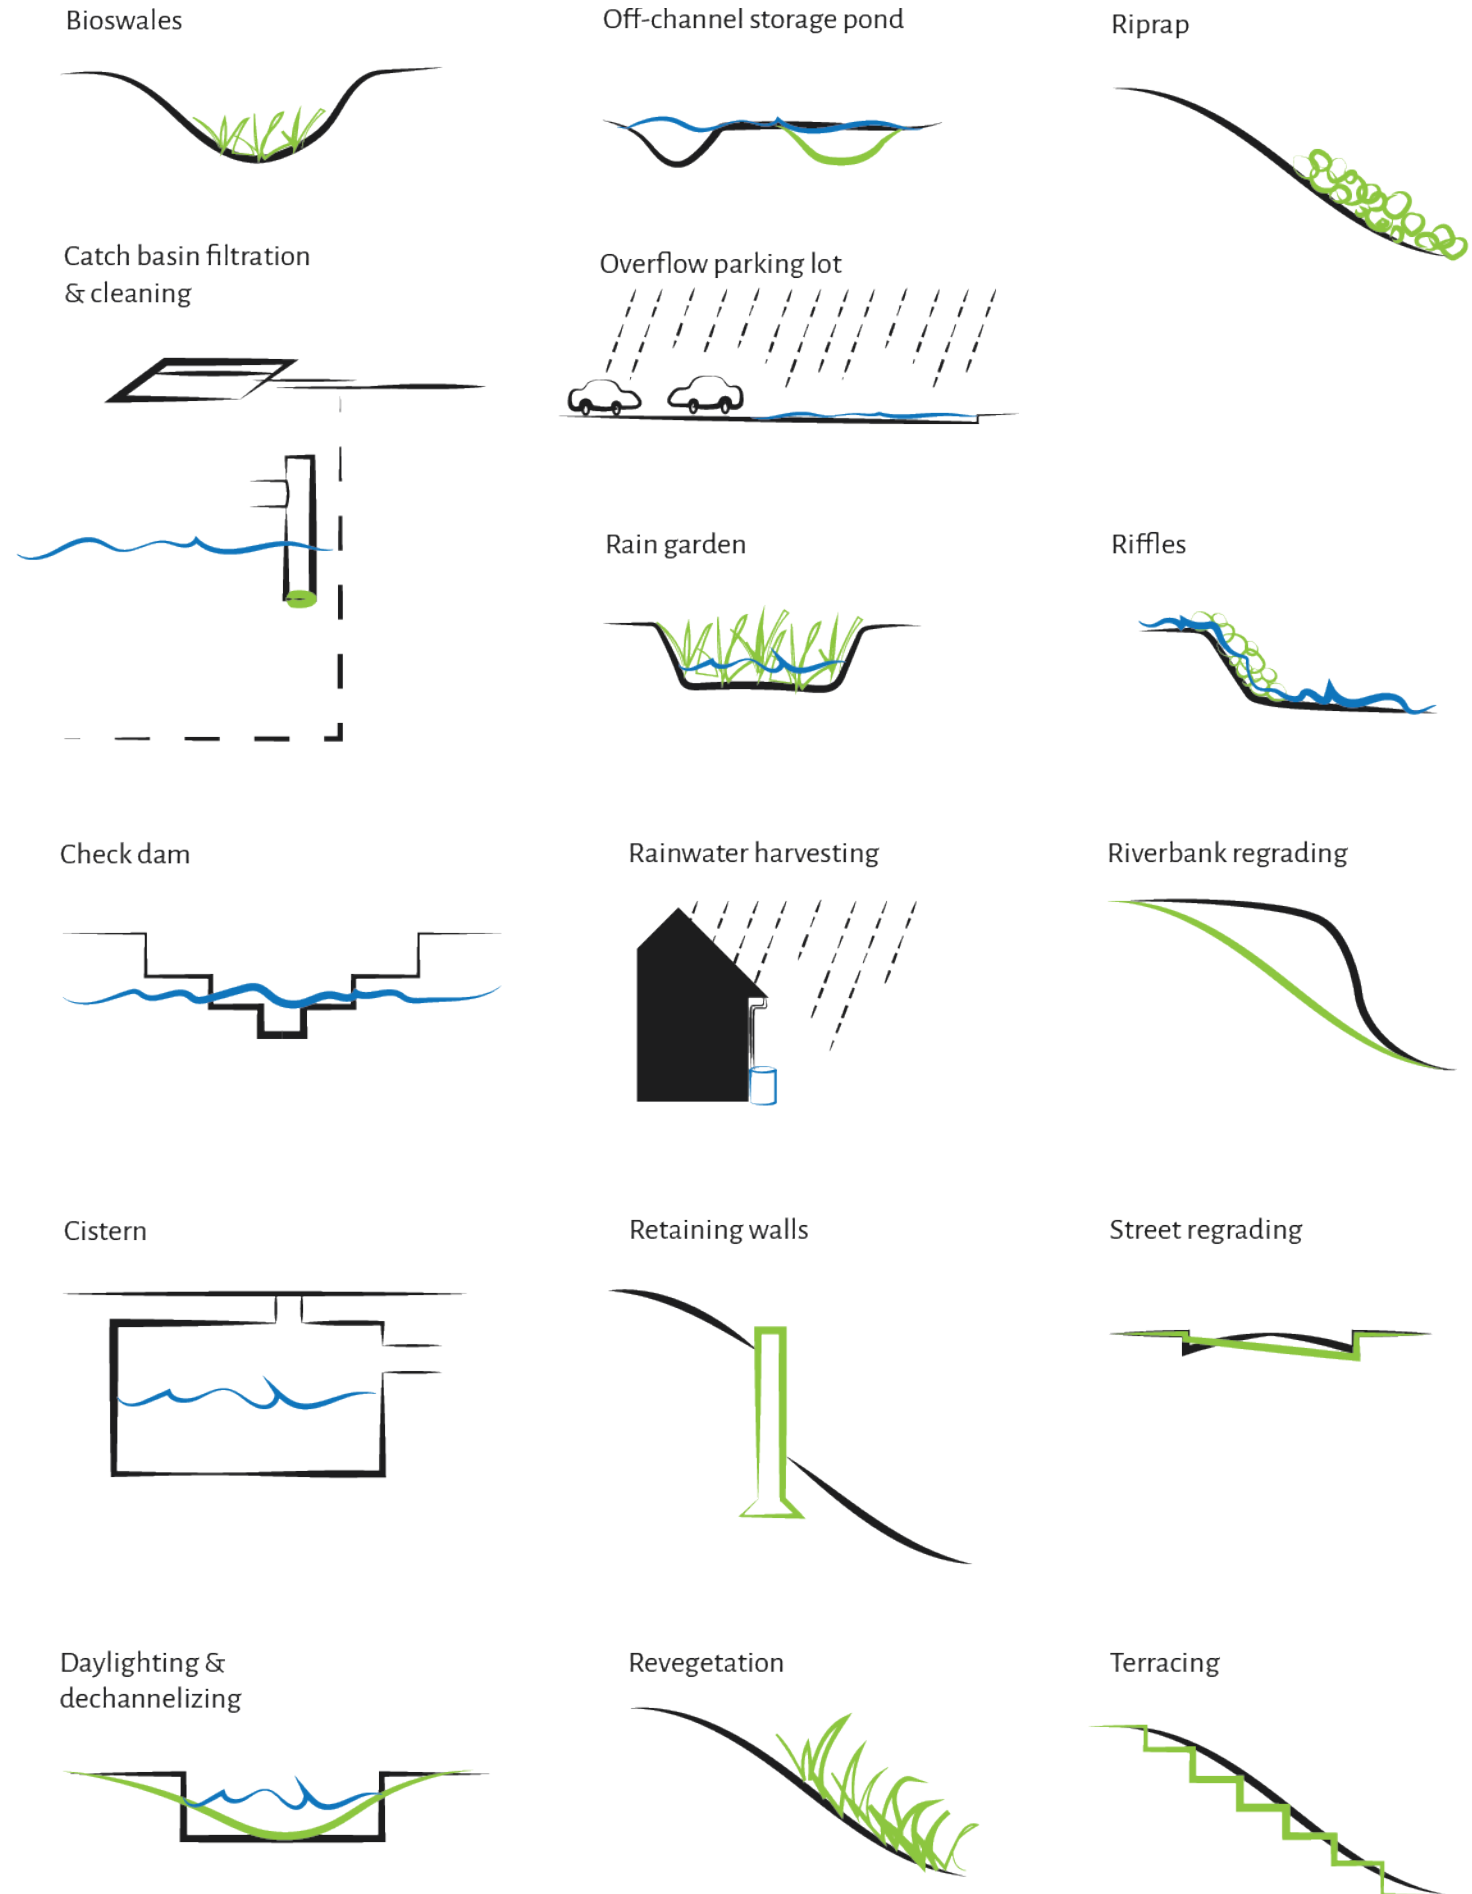 Bioswales
Off-channel storage pond
Riprap
Catch basin filtration
& cleaning
Overflow parking lot
Rain garden
Riffles
Check dam
Rainwater harvesting
Riverbank regrading
Cistern
Retaining walls
Street regrading
Daylighting &
dechannelizing
Revegetation
Terracing